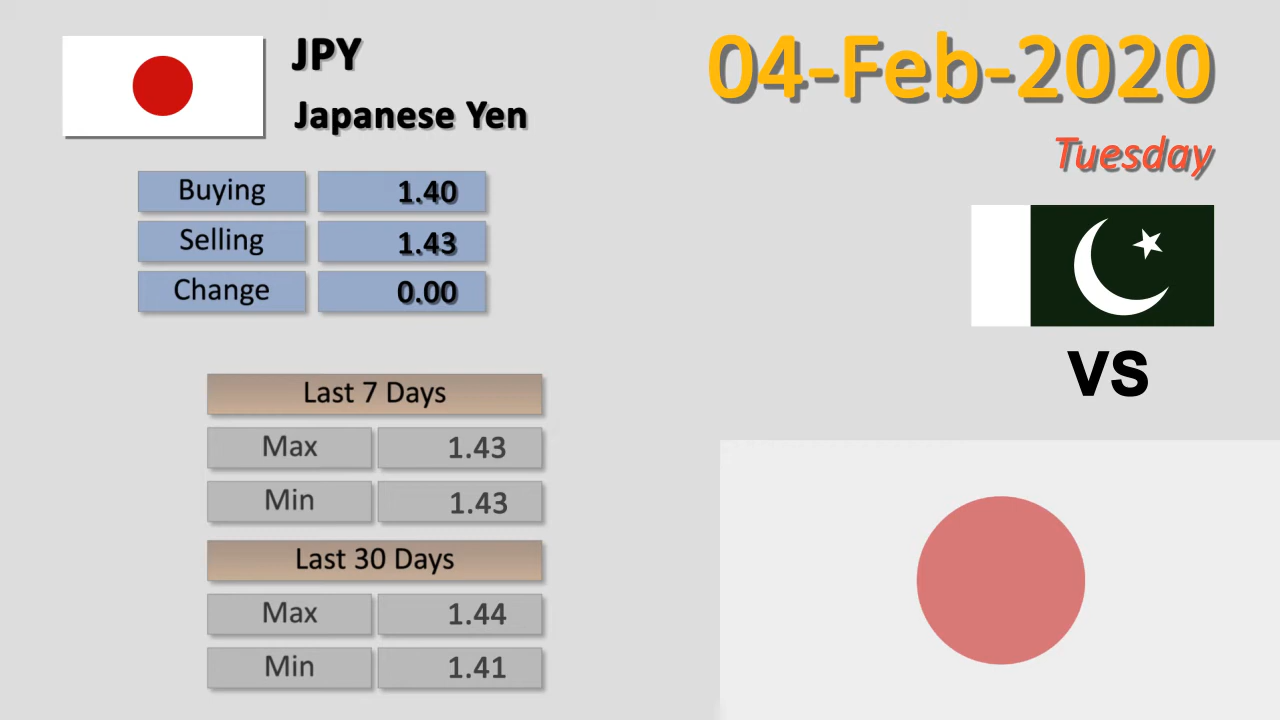 JPY
Japanese Yen
04-Feb-2020
Tuesday
Buying 1.40
Selling 1.43
Change 0.00
VS
Last 7 Days
Max 1.43
Min 1.43
Last 30 Days
Max 1.44
Min 1.41